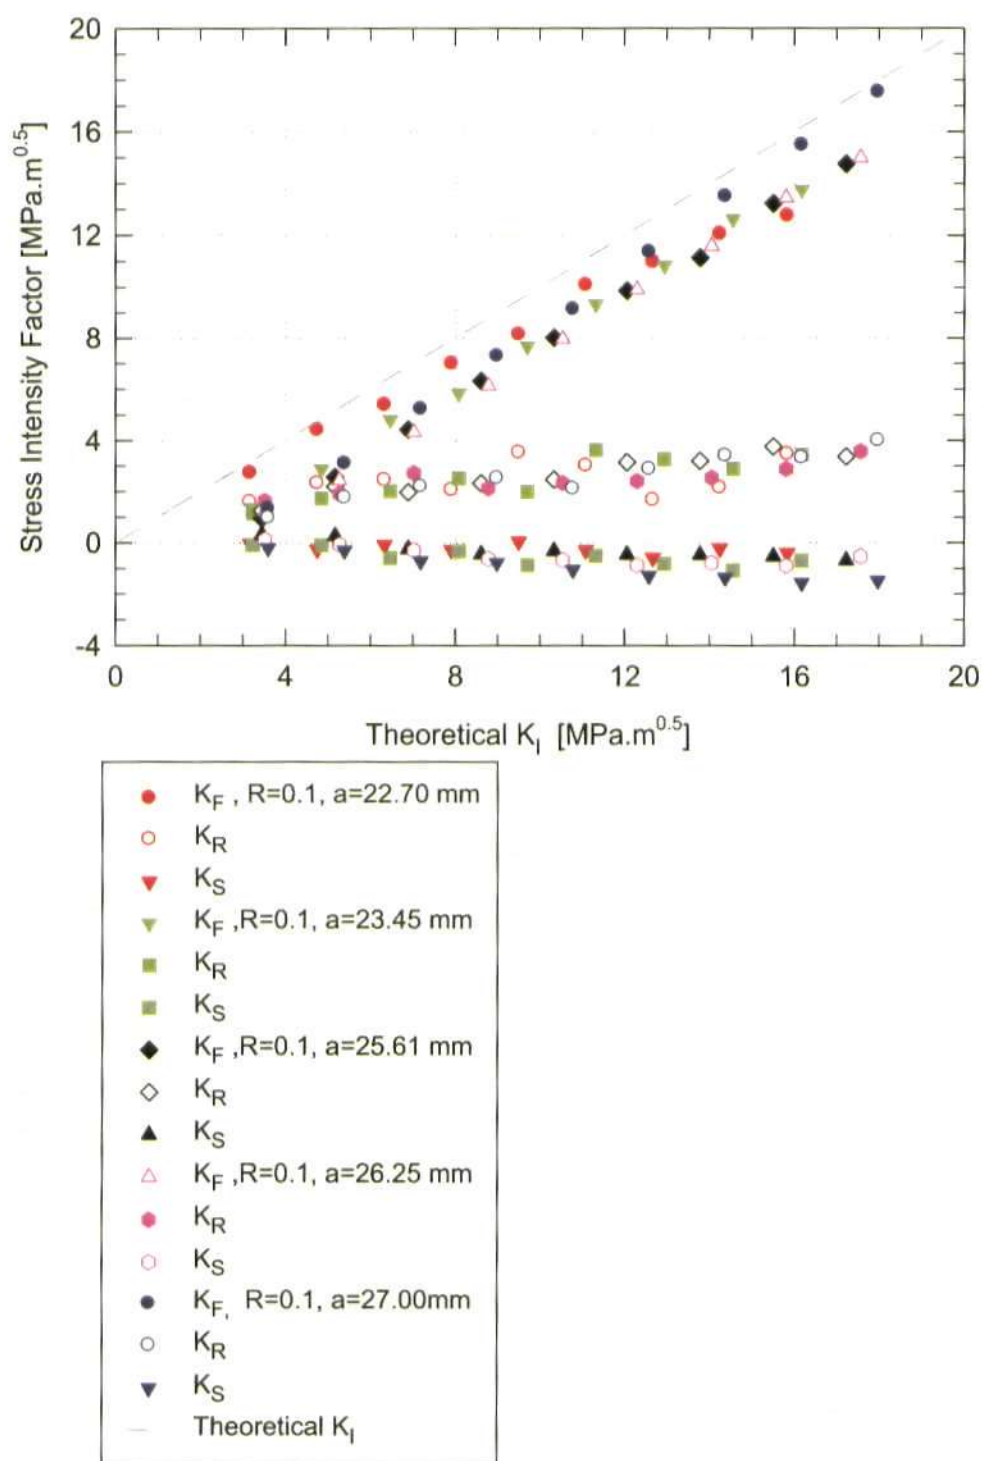 20
16
12
8
4
0
-4
Stress Intensity Factor [MPa.m^0.5]
0 4 8 12 16 20
Theoretical K_I [MPa.m^0.5]
K_F , R=0.1, a=22.70 mm
K_R
K_S
K_F ,R=0.1, a=23.45 mm
K_R
K_S
K_F ,R=0.1, a=25.61 mm
K_R
K_S
K_F ,R=0.1, a=26.25 mm
K_R
K_S
K_F, R=0.1, a=27.00mm
K_R
K_S
Theoretical K_I